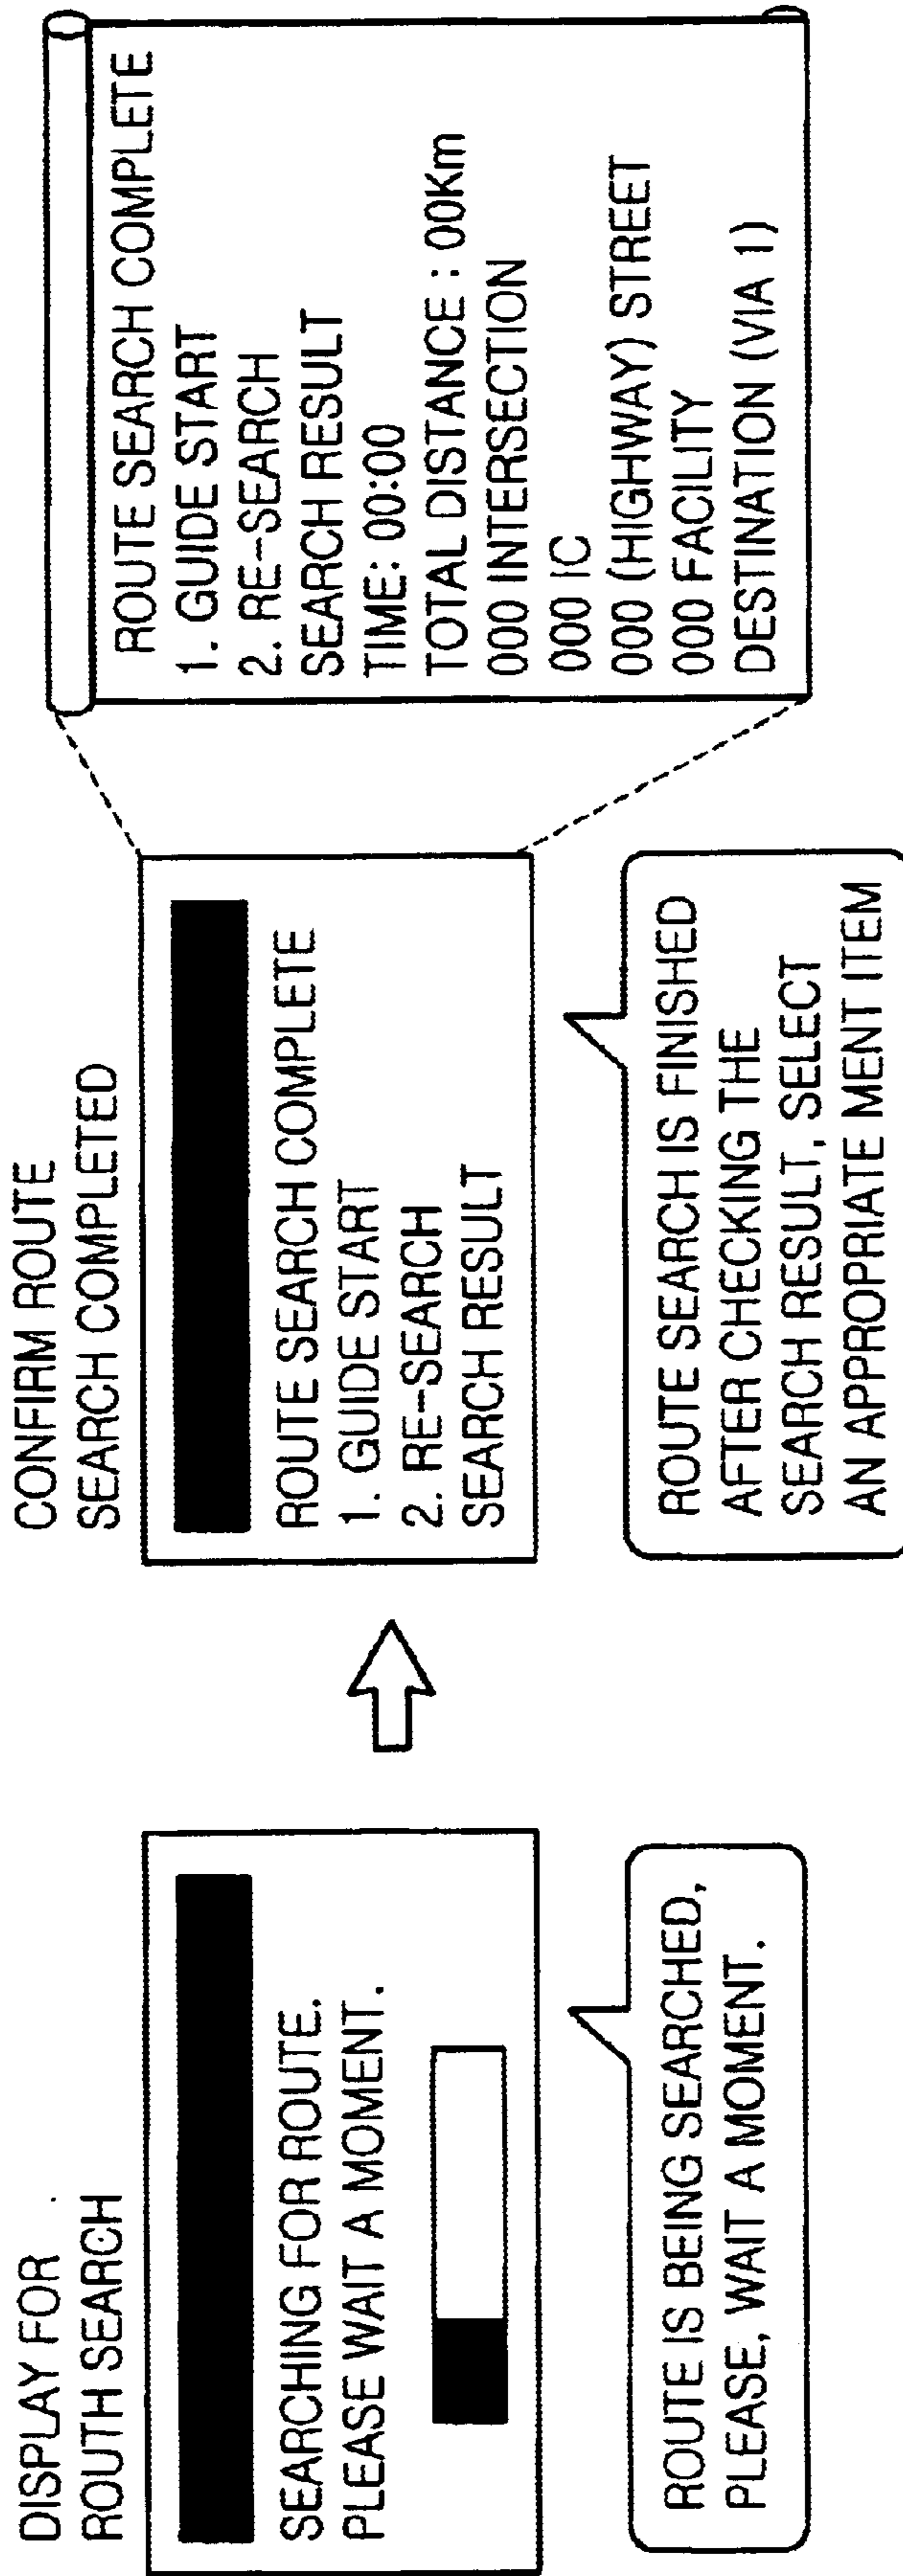 DISPLAY FOR
ROUTH SEARCH
SEARCHING FOR ROUTE.
PLEASE WAIT A MOMENT.
ROUTE IS BEING SEARCHED,
PLEASE, WAIT A MOMENT.
CONFIRM ROUTE
SEARCH COMPLETED
ROUTE SEARCH COMPLETE
1. GUIDE START
2. RE-SEARCH
SEARCH RESULT
ROUTE SEARCH IS FINISHED
AFTER CHECKING THE
SEARCH RESULT, SELECT
AN APPROPRIATE MENT ITEM
ROUTE SEARCH COMPLETE
1. GUIDE START
2. RE-SEARCH
SEARCH RESULT
TIME: 00:00
TOTAL DISTANCE : 00Km
000 INTERSECTION
000 IC
000 (HIGHWAY) STREET
000 FACILITY
DESTINATION (VIA 1)